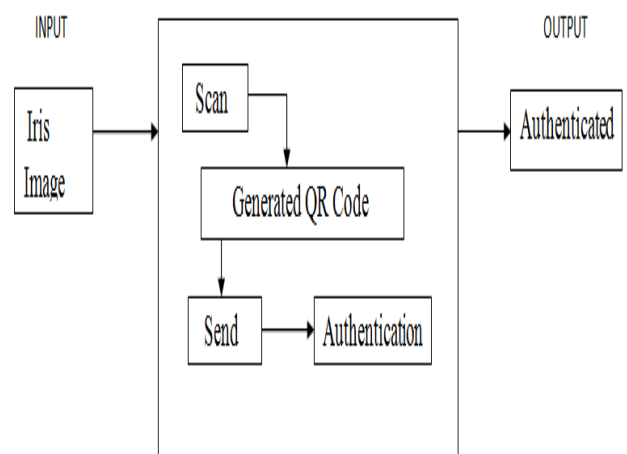 INPUT
OUTPUT
Iris
Image
Scan
Generated QR Code
Send
Authentication
Authenticated